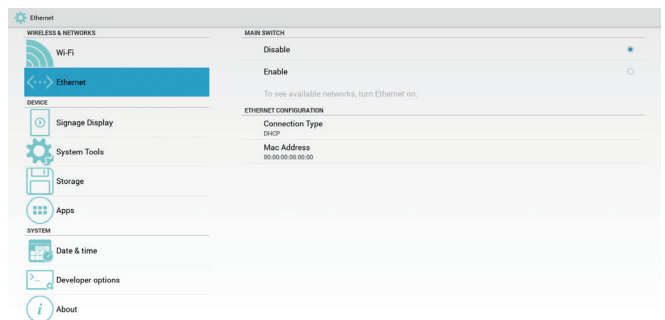 Ethernet
WIRELESS & NETWORKS
Wi-Fi
Ethernet
DEVICE
Signage Display
System Tools
Storage
Apps
SYSTEM
Date & time
Developer options
About
MAIN SWITCH
Disable
Enable
To see available networks, turn Ethernet on.
ETHERNET CONFIGURATION
Connection Type
DHCP
Mac Address
00:00:00:00:00:00